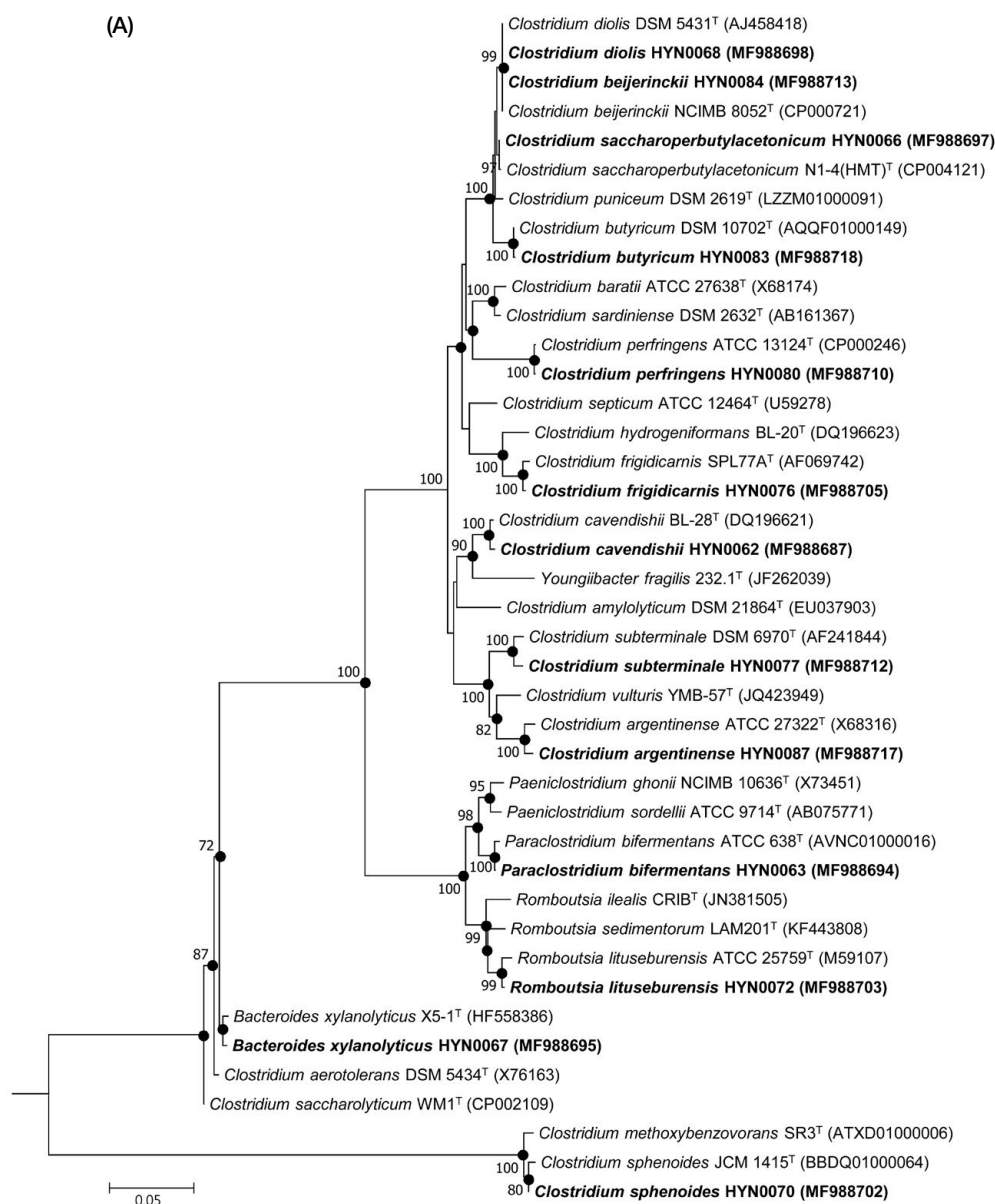 (A)
Clostridium diolis DSM 5431ᵀ (AJ458418)
99
Clostridium diolis HYN0068 (MF988698)
Clostridium beijerinckii HYN0084 (MF988713)
Clostridium beijerinckii NCIMB 8052ᵀ (CP000721)
Clostridium saccharoperbutylacetonicum HYN0066 (MF988697)
97
Clostridium saccharoperbutylacetonicum N1-4(HMT)ᵀ (CP004121)
100
Clostridium puniceum DSM 2619ᵀ (LZZM01000091)
Clostridium butyricum DSM 10702ᵀ (AQQF01000149)
100
Clostridium butyricum HYN0083 (MF988718)
100
Clostridium baratii ATCC 27638ᵀ (X68174)
Clostridium sardiniense DSM 2632ᵀ (AB161367)
Clostridium perfringens ATCC 13124ᵀ (CP000246)
100
Clostridium perfringens HYN0080 (MF988710)
Clostridium septicum ATCC 12464ᵀ (U59278)
Clostridium hydrogeniformans BL-20ᵀ (DQ196623)
100
Clostridium frigidicarnis SPL77Aᵀ (AF069742)
100
100
Clostridium frigidicarnis HYN0076 (MF988705)
100
Clostridium cavendishii BL-28ᵀ (DQ196621)
90
Clostridium cavendishii HYN0062 (MF988687)
Youngiibacter fragilis 232.1ᵀ (JF262039)
Clostridium amylolyticum DSM 21864ᵀ (EU037903)
100
Clostridium subterminale DSM 6970ᵀ (AF241844)
100
Clostridium subterminale HYN0077 (MF988712)
100
Clostridium vulturis YMB-57ᵀ (JQ423949)
82
Clostridium argentinense ATCC 27322ᵀ (X68316)
100
Clostridium argentinense HYN0087 (MF988717)
95
Paeniclostridium ghonii NCIMB 10636ᵀ (X73451)
98
Paeniclostridium sordellii ATCC 9714ᵀ (AB075771)
72
Paraclostridium bifermentans ATCC 638ᵀ (AVNC01000016)
100
Paraclostridium bifermentans HYN0063 (MF988694)
100
Romboutsia ilealis CRIBᵀ (JN381505)
Romboutsia sedimentorum LAM201ᵀ (KF443808)
99
87
Romboutsia lituseburensis ATCC 25759ᵀ (M59107)
99
Romboutsia lituseburensis HYN0072 (MF988703)
Bacteroides xylanolyticus X5-1ᵀ (HF558386)
Bacteroides xylanolyticus HYN0067 (MF988695)
Clostridium aerotolerans DSM 5434ᵀ (X76163)
Clostridium saccharolyticum WM1ᵀ (CP002109)
Clostridium methoxybenzovorans SR3ᵀ (ATXD01000006)
100
Clostridium sphenoides JCM 1415ᵀ (BBDQ01000064)
80
Clostridium sphenoides HYN0070 (MF988702)
0.05